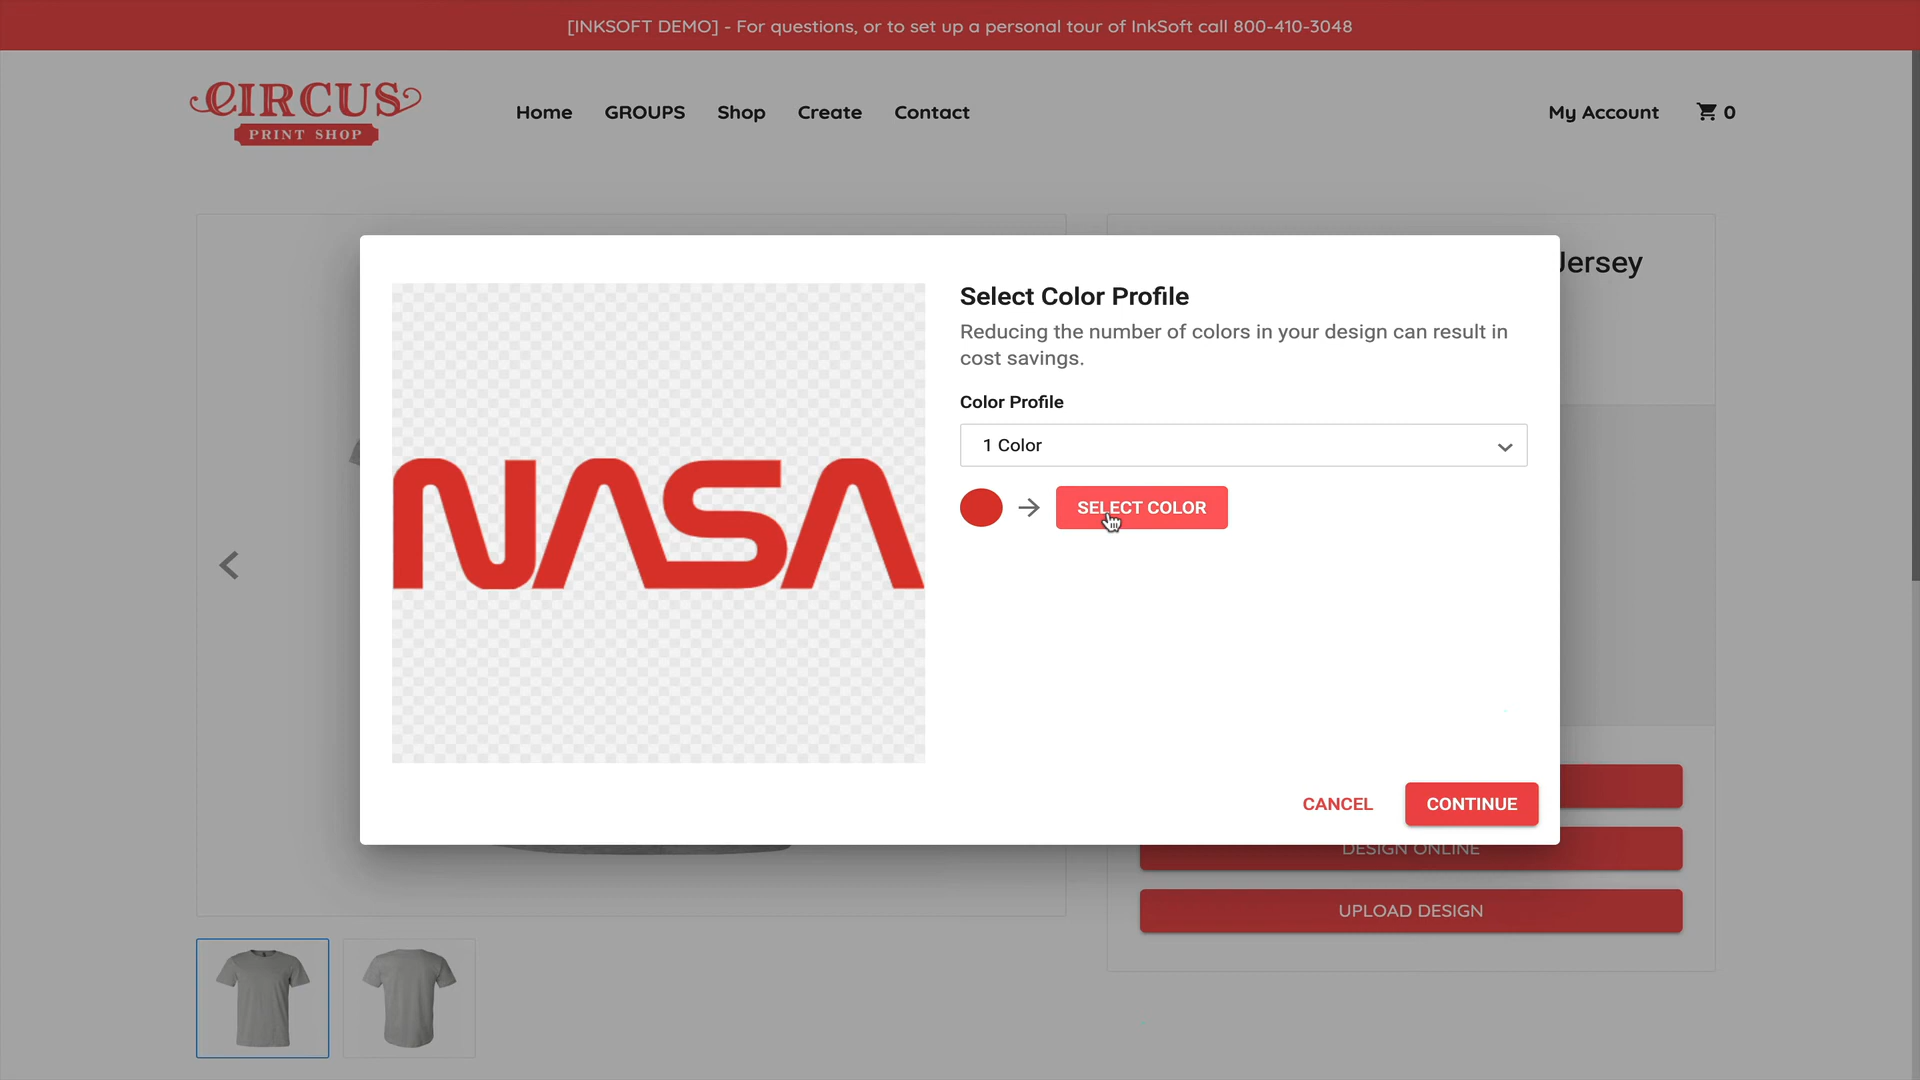 [INKSOFT DEMO] - For questions, or to set up a personal tour of InkSoft call 800-410-3048
CIRCUS
PRINT SHOP
Home
GROUPS
Shop
Create
Contact
My Account
0
Jersey
NASA
Select Color Profile
Reducing the number of colors in your design can result in
cost savings.
Color Profile
1 Color
SELECT COLOR
CANCEL
CONTINUE
DESIGN ONLINE
UPLOAD DESIGN